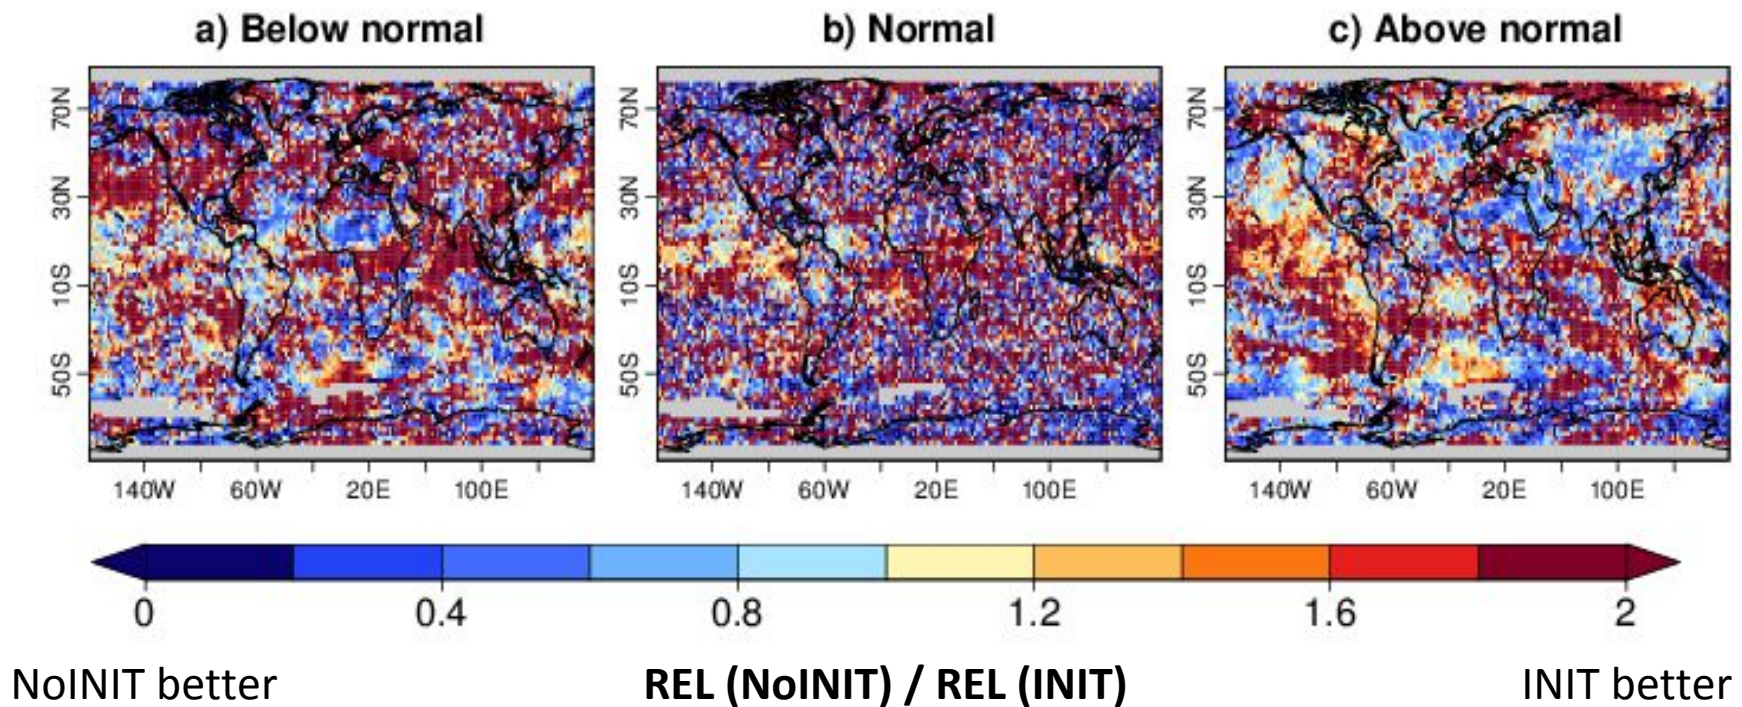 a) Below normal
b) Normal
c) Above normal
70N
30N
10S
50S
70N
30N
10S
50S
70N
30N
10S
50S
140W 60W 20E 100E
140W 60W 20E 100E
140W 60W 20E 100E
0 0.4 0.8 1.2 1.6 2
NoINIT better REL (NoINIT) / REL (INIT) INIT better